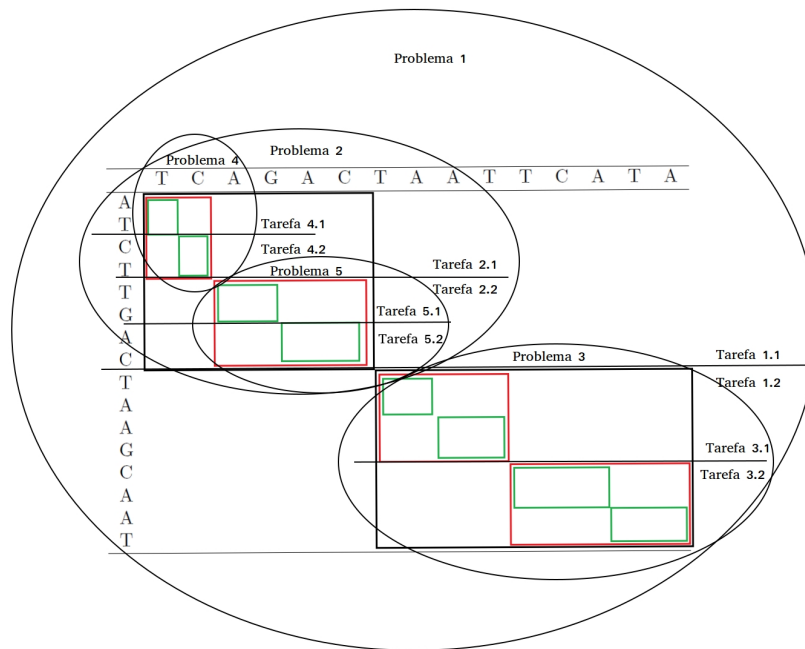 Problema 1
Problema 2
Problema 4
T C A G A C T A A T T C A T A
A
T
Tarefa 4.1
C
Tarefa 4.2
T
Problema 5
Tarefa 2.1
T
Tarefa 2.2
G
Tarefa 5.1
A
Tarefa 5.2
C
Problema 3
Tarefa 1.1
T
Tarefa 1.2
A
A
G
Tarefa 3.1
C
Tarefa 3.2
A
A
T